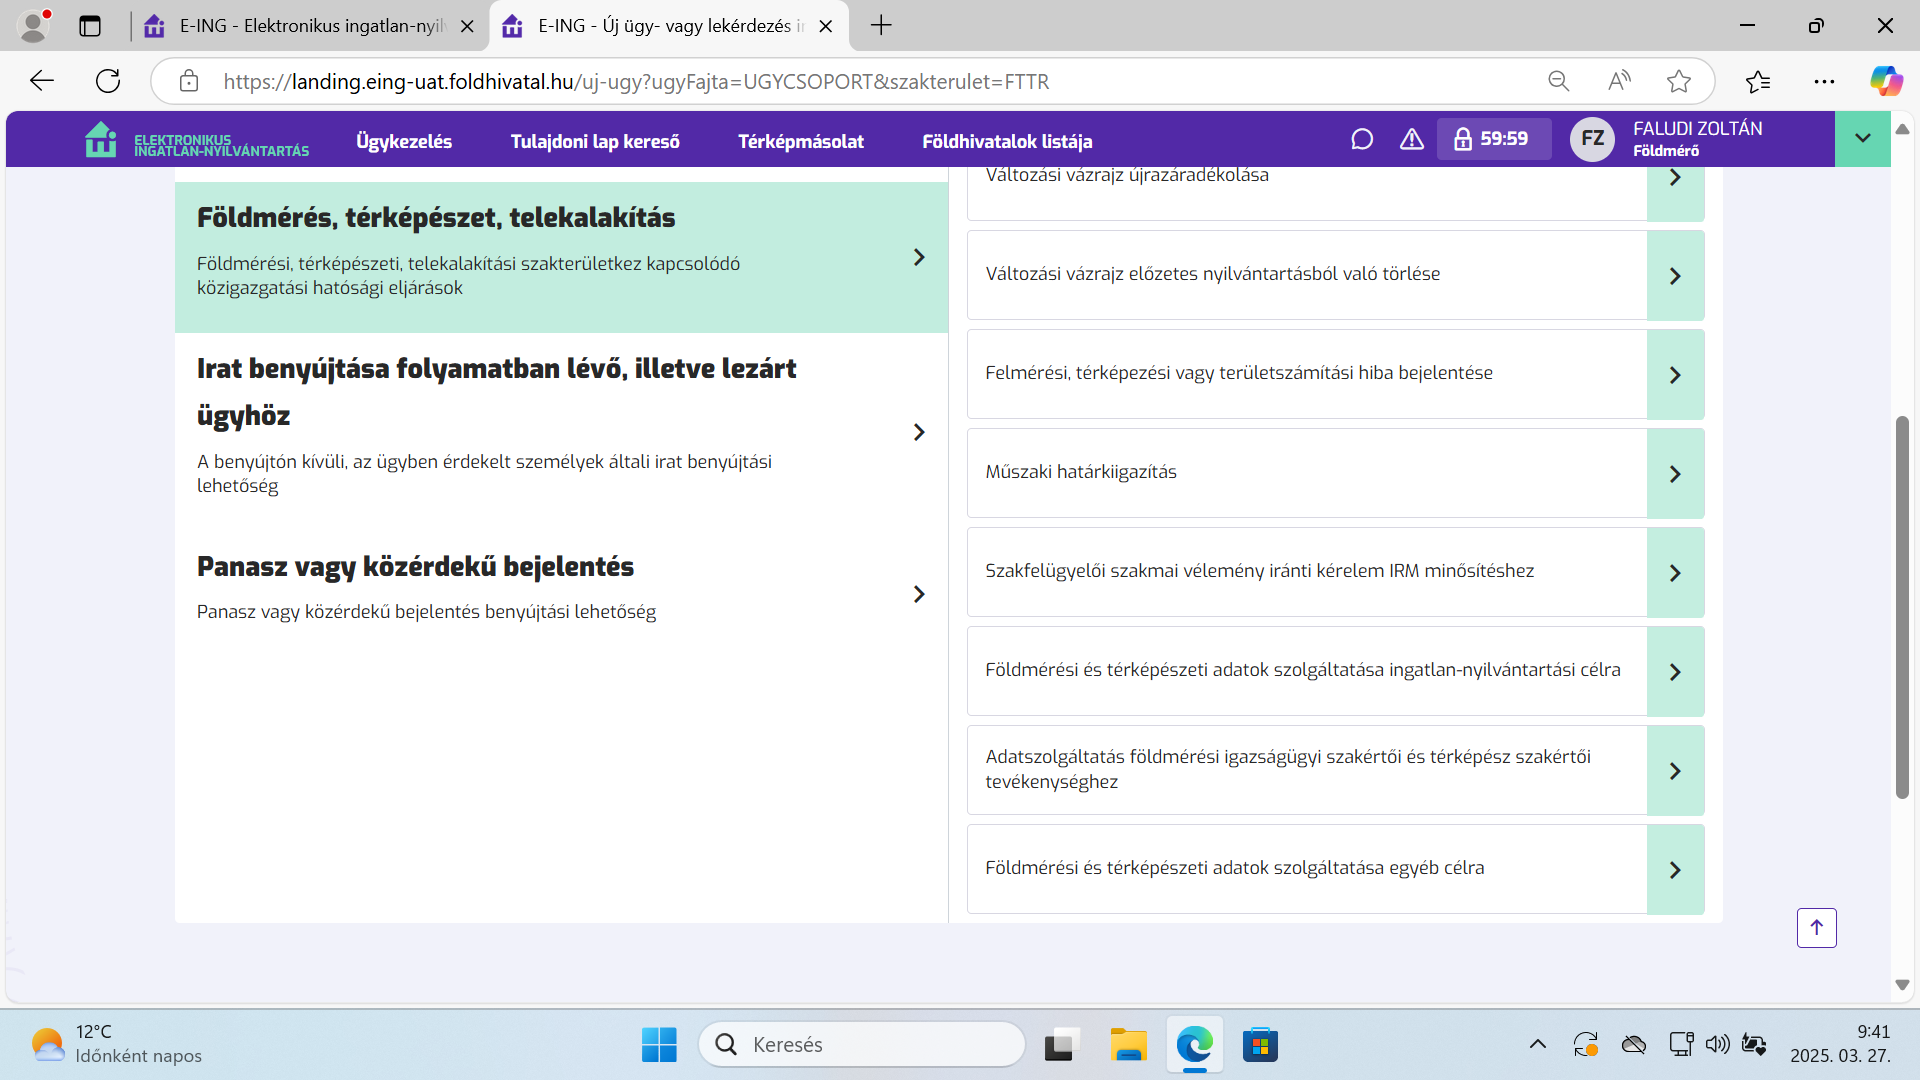 E-ING - Elektronikus ingatlan-nyil
E-ING - Új ügy- vagy lekérdezés i
https://landing.eing-uat.foldhivatal.hu/uj-ugy?ugyFajta=UGYCSOPORT&szakterulet=FTTR
ELEKTRONIKUS
INGATLAN-NYILVÁNTARTÁS
Ügykezelés
Tulajdoni lap kereső
Térképmásolat
Földhivatalok listája
59:59
FZ
FALUDI ZOLTÁN
Földmérő
Földmérés, térképészet, telekalakítás
Földmérési, térképészeti, telekalakítási szakterületkez kapcsolódó
közigazgatási hatósági eljárások
Irat benyújtása folyamatban lévő, illetve lezárt
ügyhöz
A benyújtón kívüli, az ügyben érdekelt személyek általi irat benyújtási
lehetőség
Panasz vagy közérdekű bejelentés
Panasz vagy közérdekű bejelentés benyújtási lehetőség
Változási vázrajz újrazáradékolása
Változási vázrajz előzetes nyilvántartásból való törlése
Felmérési, térképezési vagy területszámítási hiba bejelentése
Műszaki határkiigazítás
Szakfelügyelői szakmai vélemény iránti kérelem IRM minősítéshez
Földmérési és térképészeti adatok szolgáltatása ingatlan-nyilvántartási célra
Adatszolgáltatás földmérési igazságügyi szakértői és térképész szakértői
tevékenységhez
Földmérési és térképészeti adatok szolgáltatása egyéb célra
12°C
Időnként napos
Keresés
9:41
2025. 03. 27.